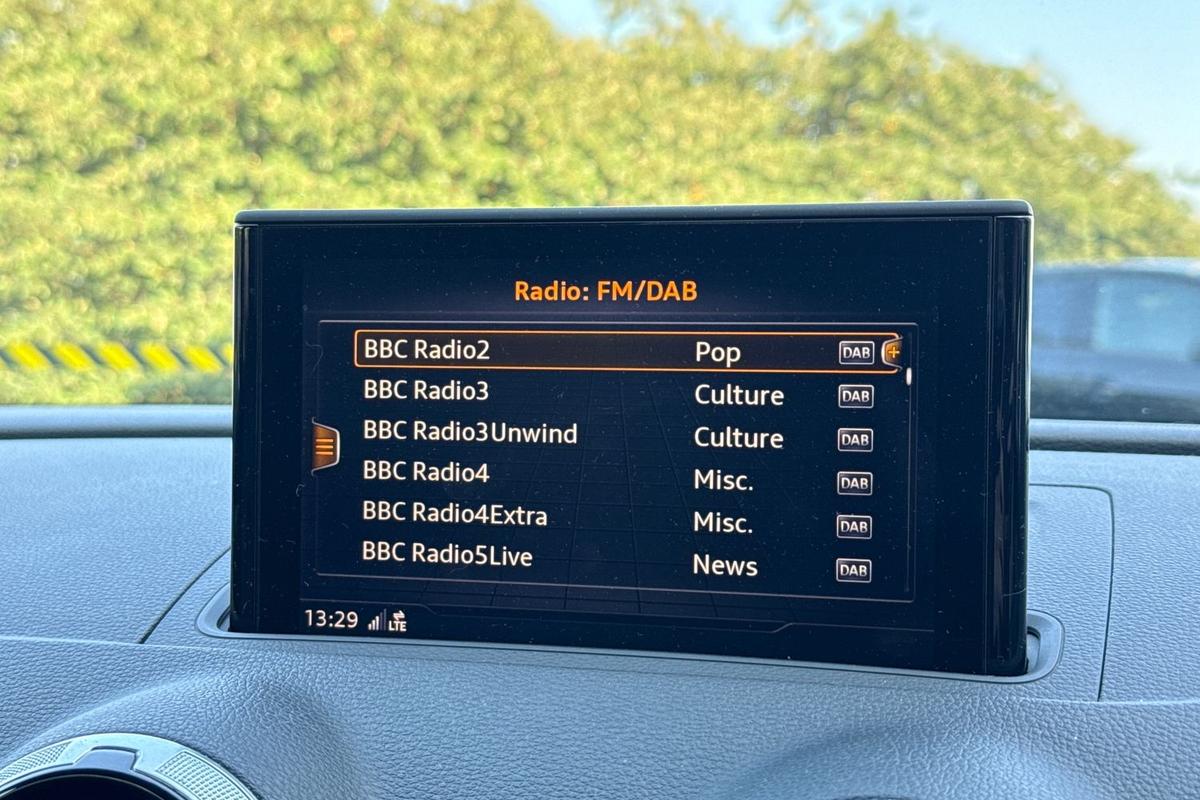 Radio: FM/DAB
BBC Radio2 Pop DAB +
BBC Radio3 Culture DAB
BBC Radio3Unwind Culture DAB
BBC Radio4 Misc. DAB
BBC Radio4Extra Misc. DAB
BBC Radio5Live News DAB
13:29 LTE